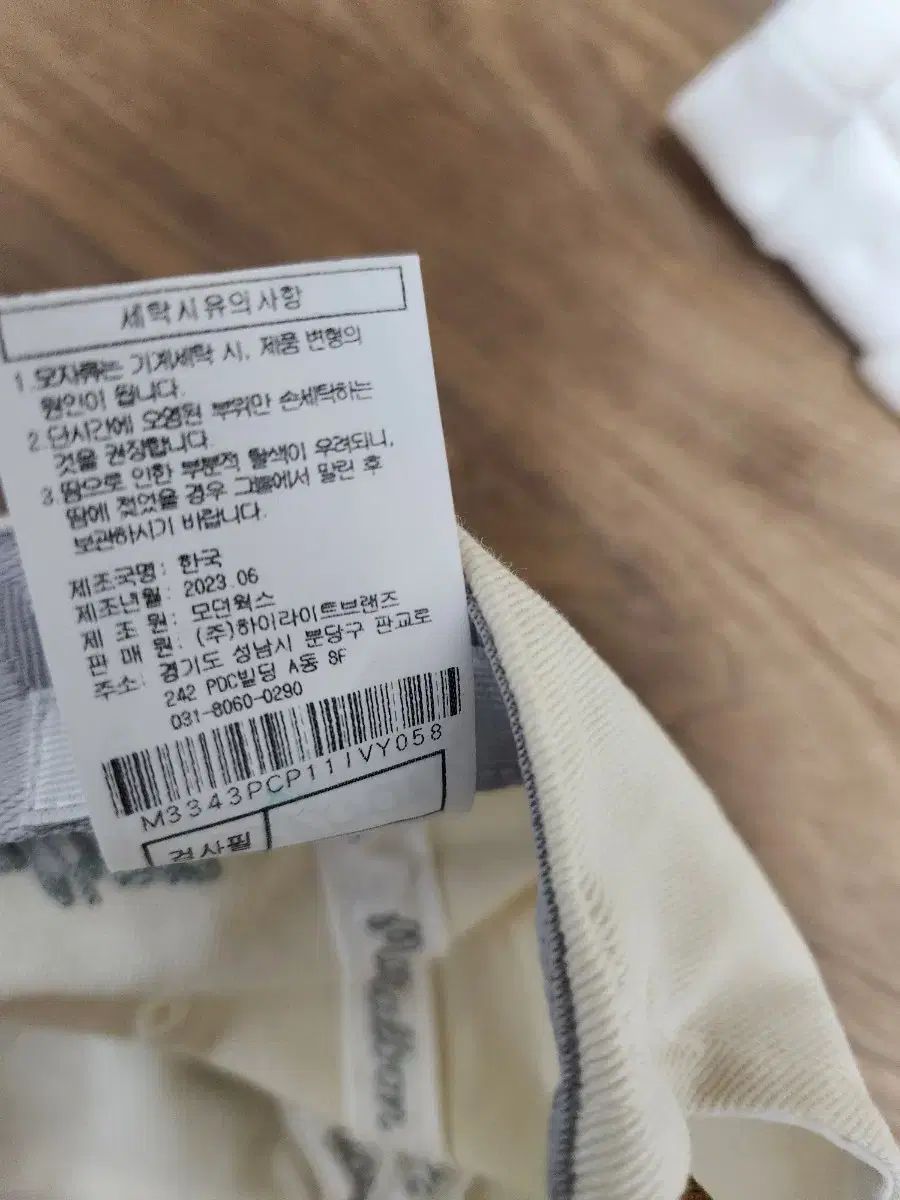 세탁시유의사항
1.모자류는 기계세탁 시, 제품 변형의
원인이 됩니다.
2.단시간에 오염된 부위만 손세탁하는
것을 권장합니다.
3.땀으로 인한 부분적 탈색이 우려되니,
땀에 젖었을 경우 그늘에서 말린 후
보관하시기 바랍니다.
제조국명: 한국
제조년월: 2023.06
제 조 원: 모던웍스
판 매 원: (주)하이라이트브랜즈
주소: 경기도 성남시 분당구 판교로
242 PDC빌딩 A동 8F
031-8060-0290
M3343PCP11IVY058
검사필
Malbon